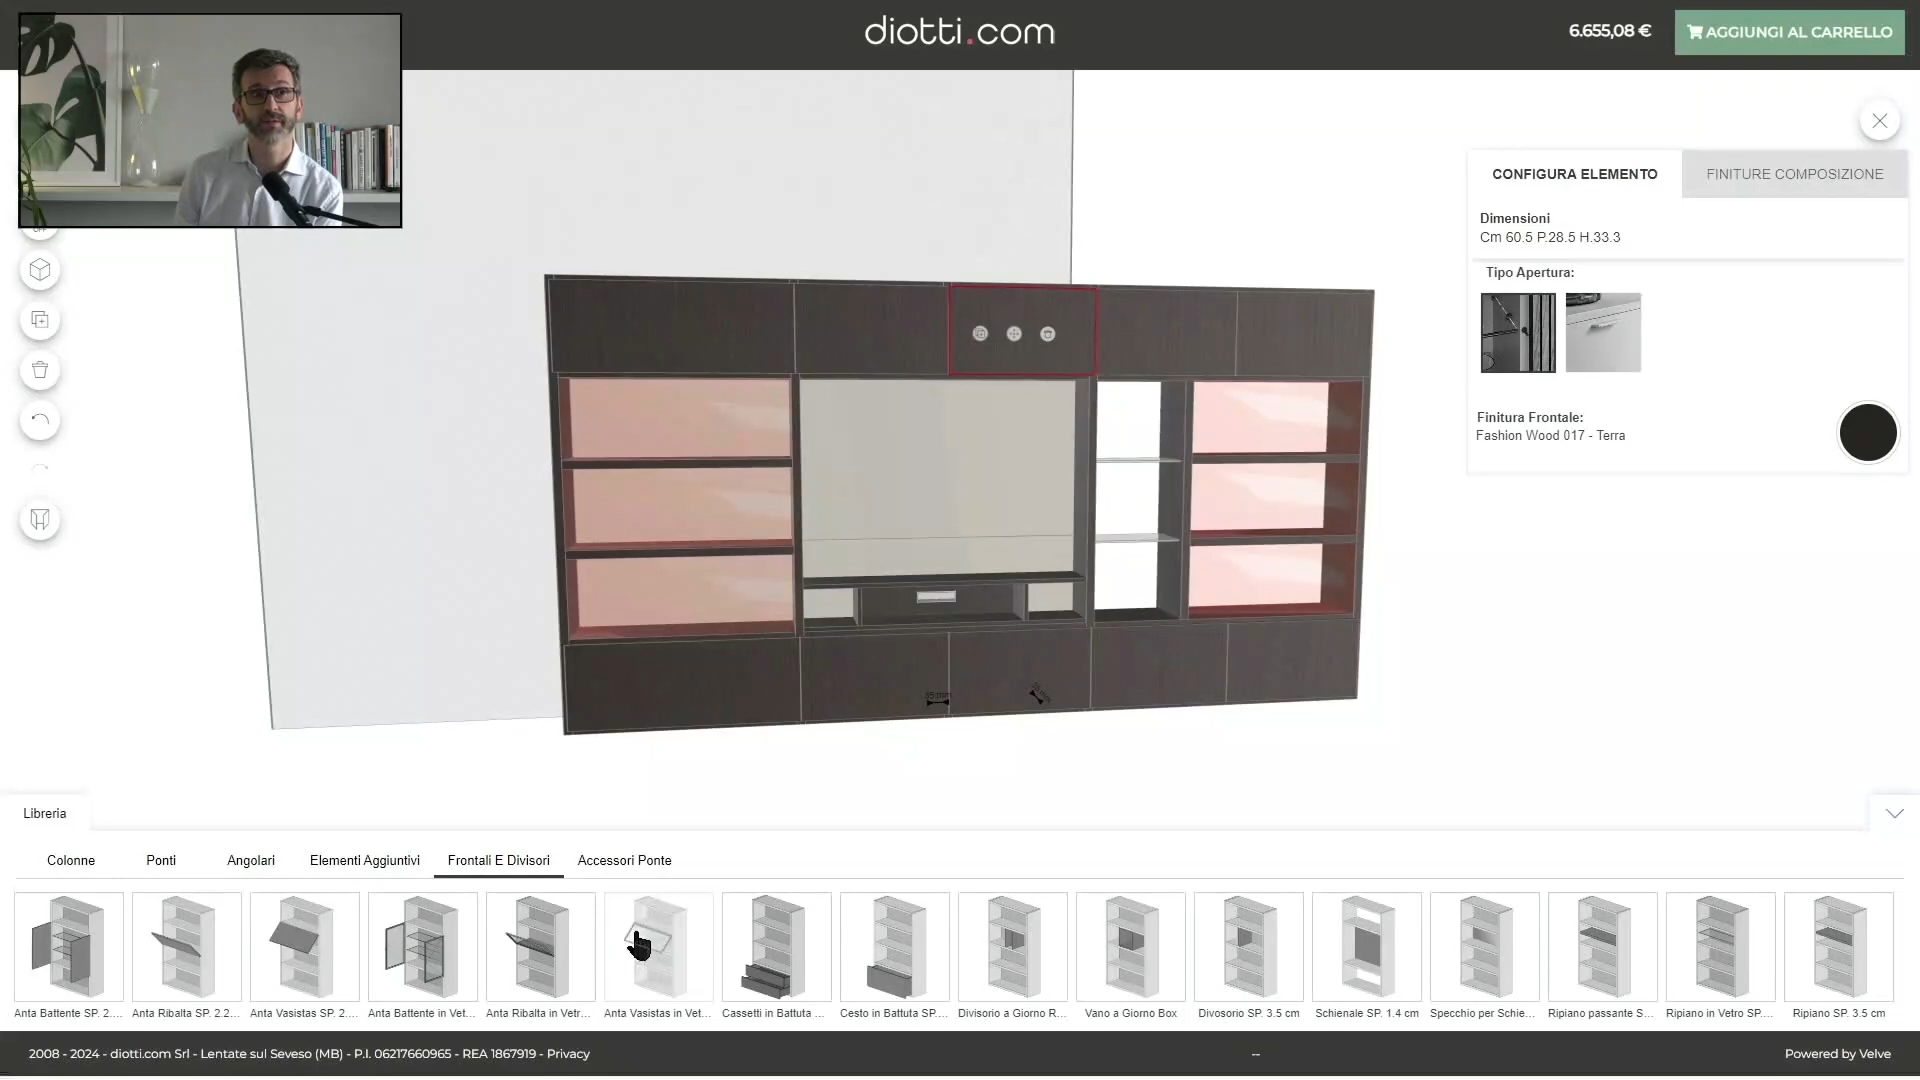 diotti.com
6.655,08 €
AGGIUNGI AL CARRELLO
CONFIGURA ELEMENTO
FINITURE COMPOSIZIONE
Dimensioni
Cm 60.5 P.28.5 H.33.3
Tipo Apertura:
Finitura Frontale:
Fashion Wood 017 - Terra
Libreria
Colonne
Ponti
Angolari
Elementi Aggiuntivi
Frontali E Divisori
Accessori Ponte
Anta Battente SP. 2....
Anta Ribalta SP. 2.2...
Anta Vasistas SP. 2....
Anta Battente in Vet...
Anta Ribalta in Vetr...
Anta Vasistas in Vet...
Cassetti in Battuta ...
Cesto in Battuta SP....
Divisorio a Giorno R...
Vano a Giorno Box
Divosorio SP. 3.5 cm
Schienale SP. 1.4 cm
Specchio per Schie...
Ripiano passante S...
Ripiano in Vetro SP....
Ripiano SP. 3.5 cm
2008 - 2024 - diotti.com Srl - Lentate sul Seveso (MB) - P.I. 06217660965 - REA 1867919 - Privacy
--
Powered by Velve